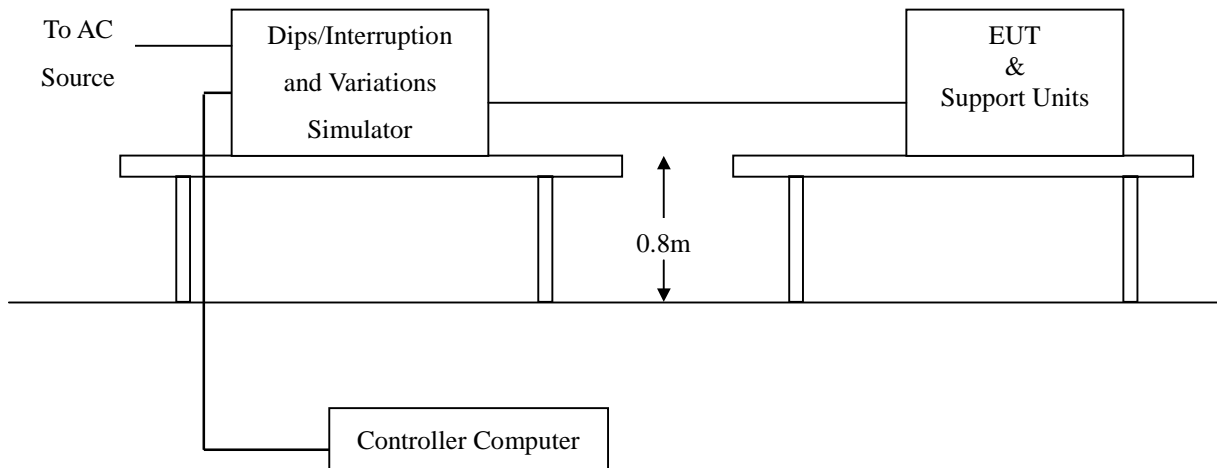 To AC
Source
Dips/Interruption
and Variations
Simulator
EUT
&
Support Units
0.8m
Controller Computer